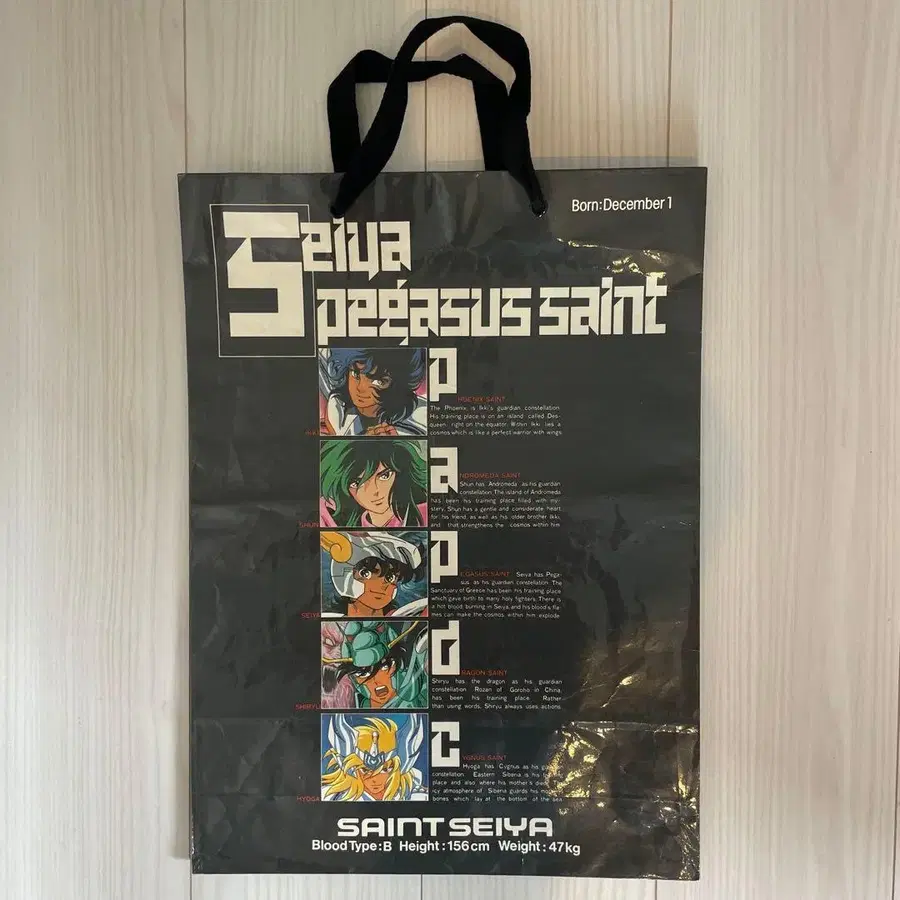 Born:December 1
Seiya
pegasus saint
PHOENIX SAINT
The Phoenix is Ikki's guardian constellation.
His training place is on an island called Des-
queen right on the equator. Within Ikki lies a
cosmos which is like a perfect warrior with wings
IKKI
aNDROMEDA SAINT
Shun has Andromeda as his guardian
constellation. The island of Andromeda
has been his training place filled with my-
stery. Shun has a gentle and considerate heart
for his friend as well as his older brother Ikki,
and that strengthens the cosmos within him.
SHUN
PEGASUS SAINT Seiya has Pega-
sus as his guardian constellation. The
Sanctuary of Greece has been his training place
which gave birth to many holy fighters. There is
a hot blood burning in Seiya, and his blood's fla-
mes can make the cosmos within him explode.
SEIYA
dRAGON SAINT
Shiryu has the dragon as his guardian
constellation. Rozan of Goroho in China
has been his training place. Rather
than using words, Shiryu always uses actions.
SHIRYU
CYGNUS SAINT
Hyoga has Cygnus as his
constellation. Eastern Siberia is his
place and also where his mother's
icy atmosphere of Siberia guards his
bones which lay at the bottom of the sea
HYOGA
SAINT SEIYA
Blood Type:B Height:156cm Weight:47kg